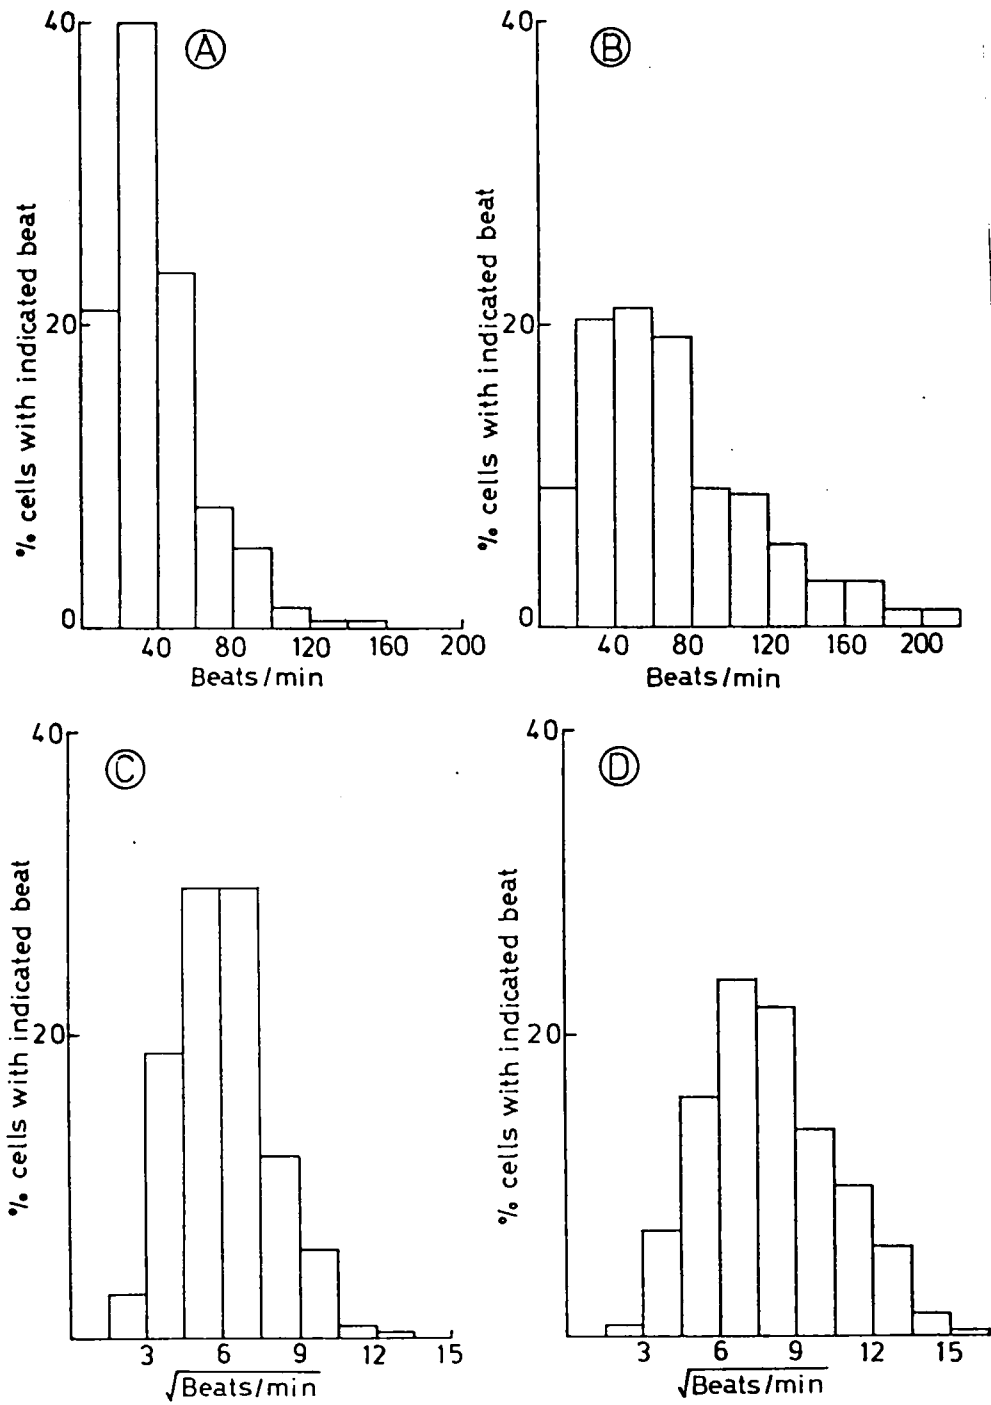 A
% cells with indicated beat
40
20
0
40 80 120 160 200
Beats/min
B
% cells with indicated beat
40
20
0
40 80 120 160 200
Beats/min
C
% cells with indicated beat
40
20
3 6 9 12 15
√Beats/min
D
% cells with indicated beat
40
20
3 6 9 12 15
√Beats/min